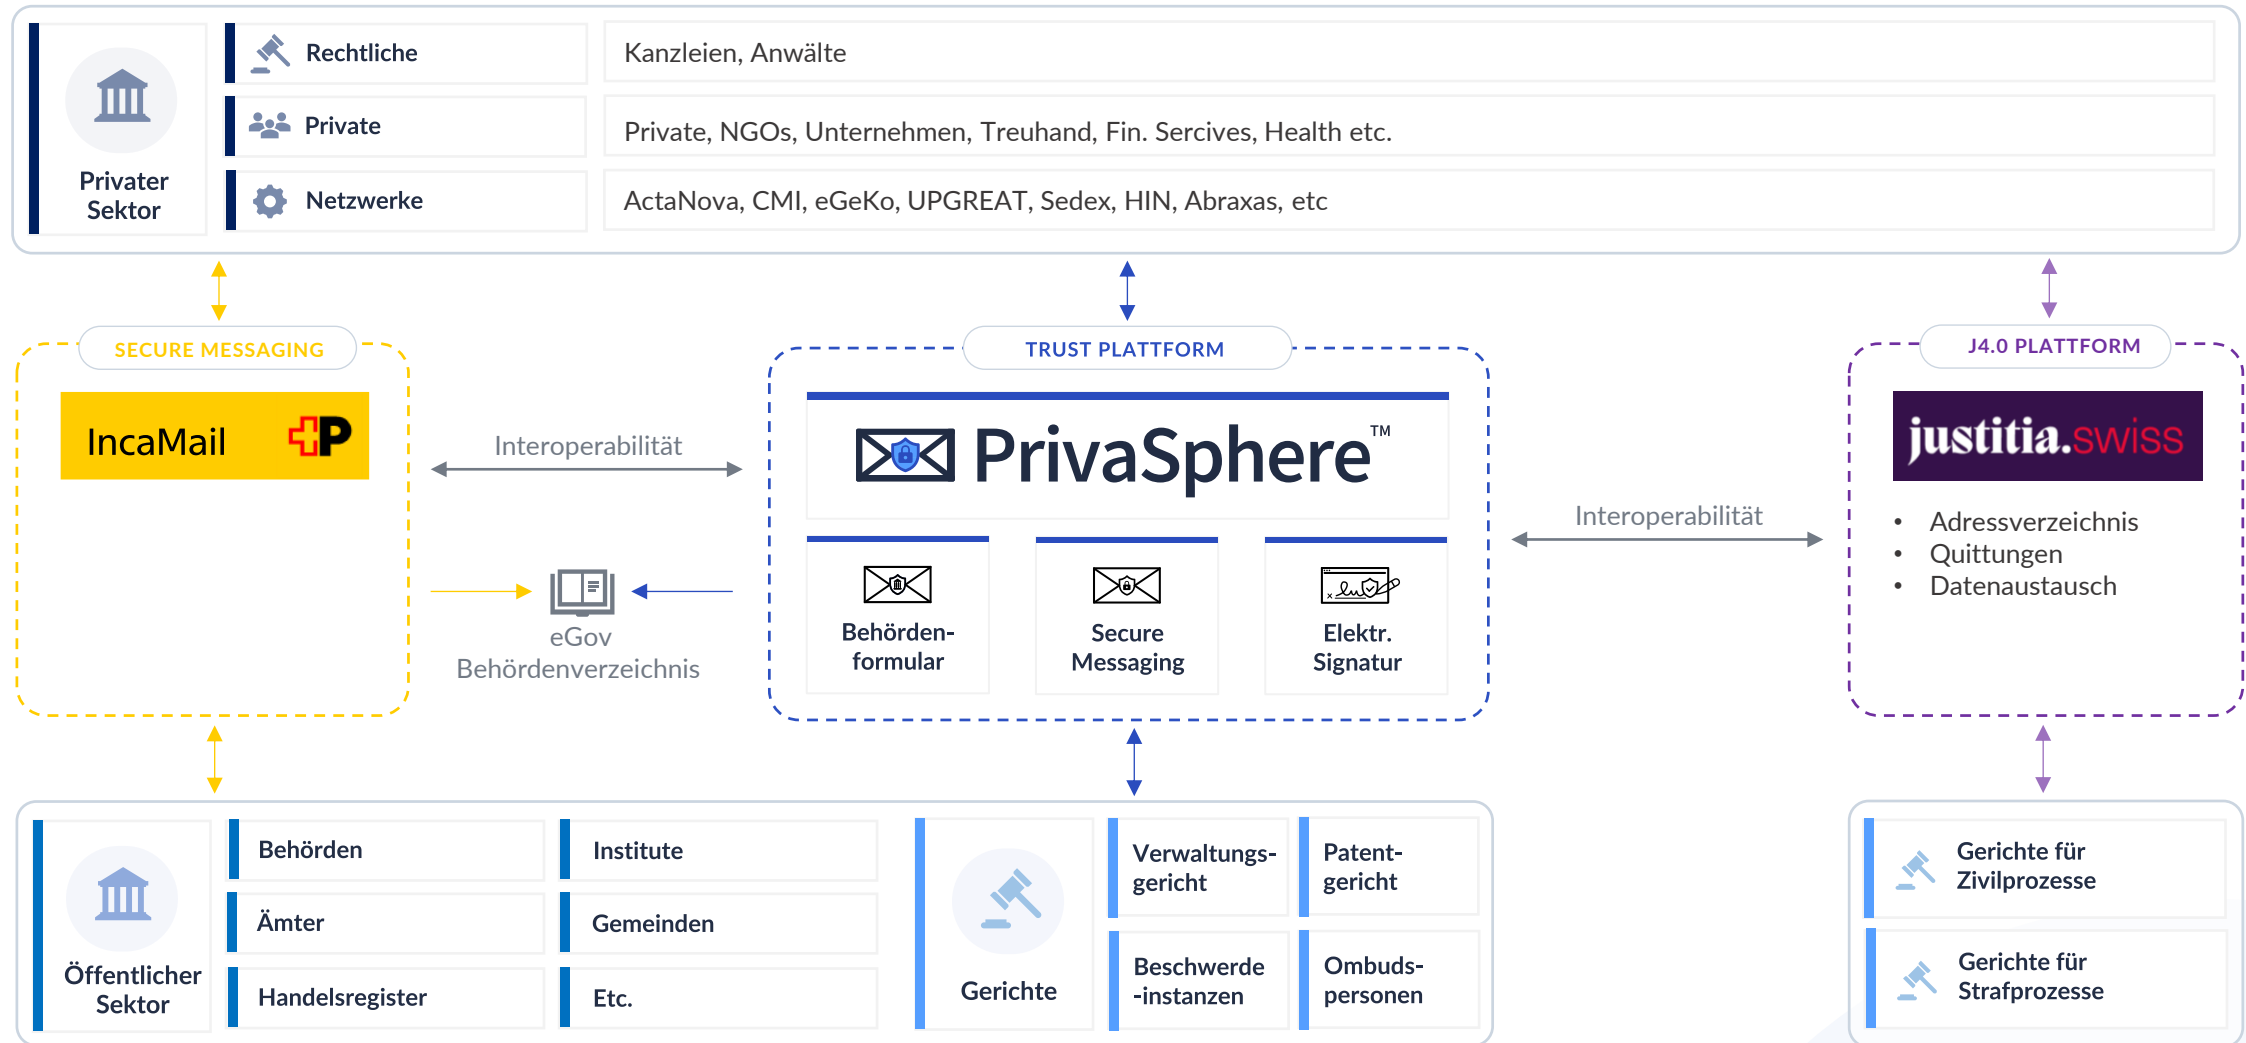 Privater
Sektor
Rechtliche
Kanzleien, Anwälte
Private
Private, NGOs, Unternehmen, Treuhand, Fin. Sercives, Health etc.
Netzwerke
ActaNova, CMI, eGeKo, UPGREAT, Sedex, HIN, Abraxas, etc
SECURE MESSAGING
IncaMail
P
Interoperabilität
eGov
Behördenverzeichnis
TRUST PLATTFORM
PrivaSphere™
Behörden-
formular
Secure
Messaging
Elektr.
Signatur
Interoperabilität
J4.0 PLATTFORM
justitia.swiss
• Adressverzeichnis
• Quittungen
• Datenaustausch
Öffentlicher
Sektor
Behörden
Institute
Ämter
Gemeinden
Handelsregister
Etc.
Gerichte
Verwaltungs-
gericht
Patent-
gericht
Beschwerde
-instanzen
Ombuds-
personen
Gerichte für
Zivilprozesse
Gerichte für
Strafprozesse